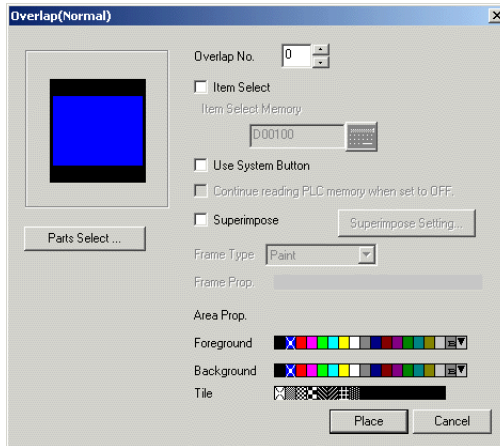 Overlap(Normal)
Overlap No. 0
Item Select
Item Select Memory
D00100
Use System Button
Continue reading PLC memory when set to OFF.
Superimpose
Superimpose Setting...
Parts Select ...
Frame Type Paint
Frame Prop.
Area Prop.
Foreground
Background
Tile
Place Cancel